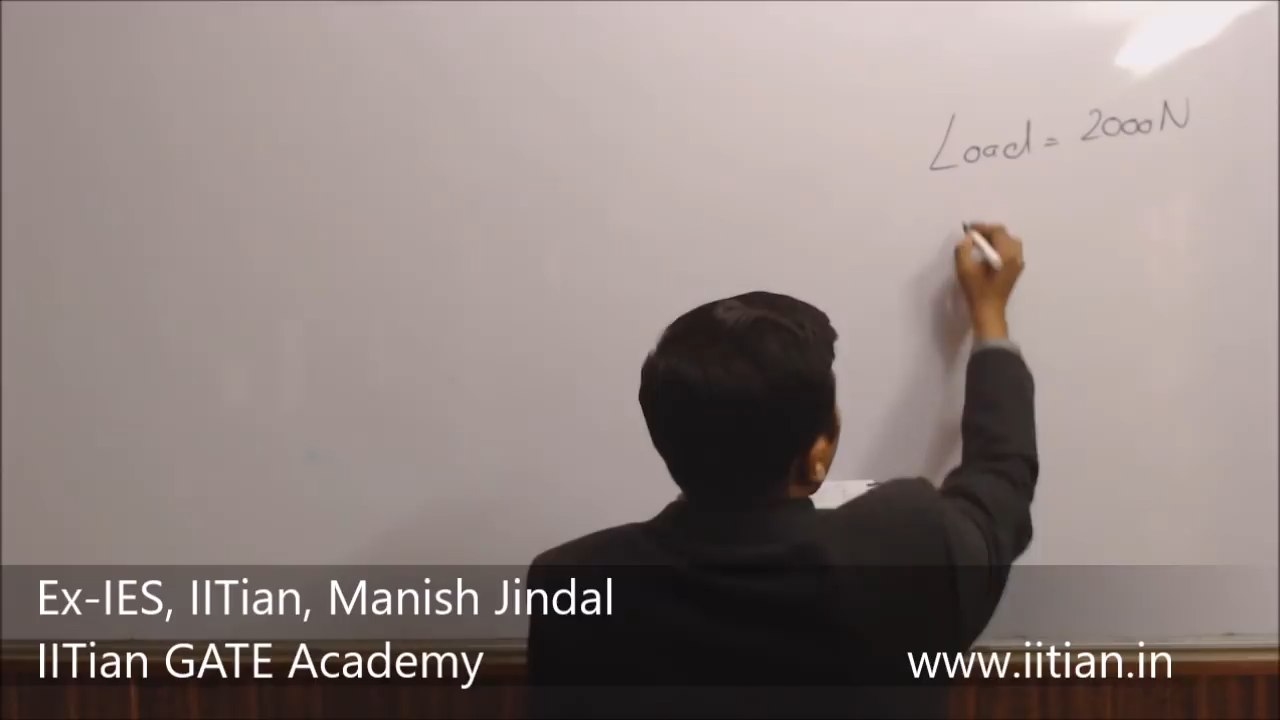 Load = 2000N
Ex-IES, IITian, Manish Jindal
IITian GATE Academy
www.iitian.in